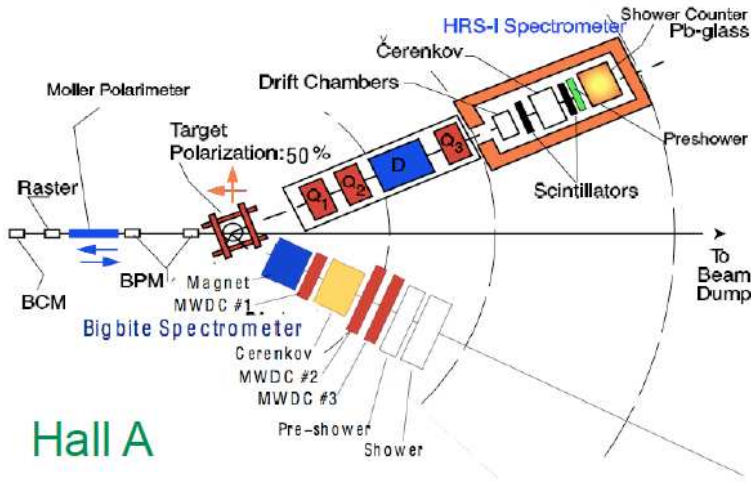 Shower Counter
Pb-glass
HRS-I Spectrometer
Čerenkov
Drift Chambers
Moller Polarimeter
Target
Polarization: 50 %
Preshower
Scintillators
Q1
Q2
D
Q3
Raster
BCM
BPM
To
Beam
Dump
Magnet
MWDC #1
Bigbite Spectrometer
Cerenkov
MWDC #2
MWDC #3
Pre-shower
Shower
Hall A